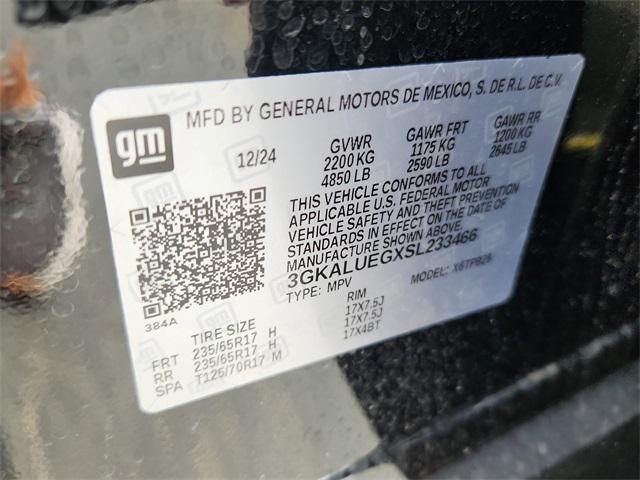 gm
MFD BY GENERAL MOTORS DE MEXICO, S. DE R.L. DE C.V.
12/24
GVWR
2200 KG
4850 LB
GAWR FRT
1175 KG
2590 LB
GAWR RR
1200 KG
2645 LB
THIS VEHICLE CONFORMS TO ALL
APPLICABLE U.S. FEDERAL MOTOR
VEHICLE SAFETY AND THEFT PREVENTION
STANDARDS IN EFFECT ON THE DATE OF
MANUFACTURE SHOWN ABOVE.
3GKALUEGXSL233466
TYPE: MPV
MODEL: X6TPB26
384A
TIRE SIZE RIM
FRT 235/65R17 H 17X7.5J
RR 235/65R17 H 17X7.5J
SPA T125/70R17 M 17X4BT